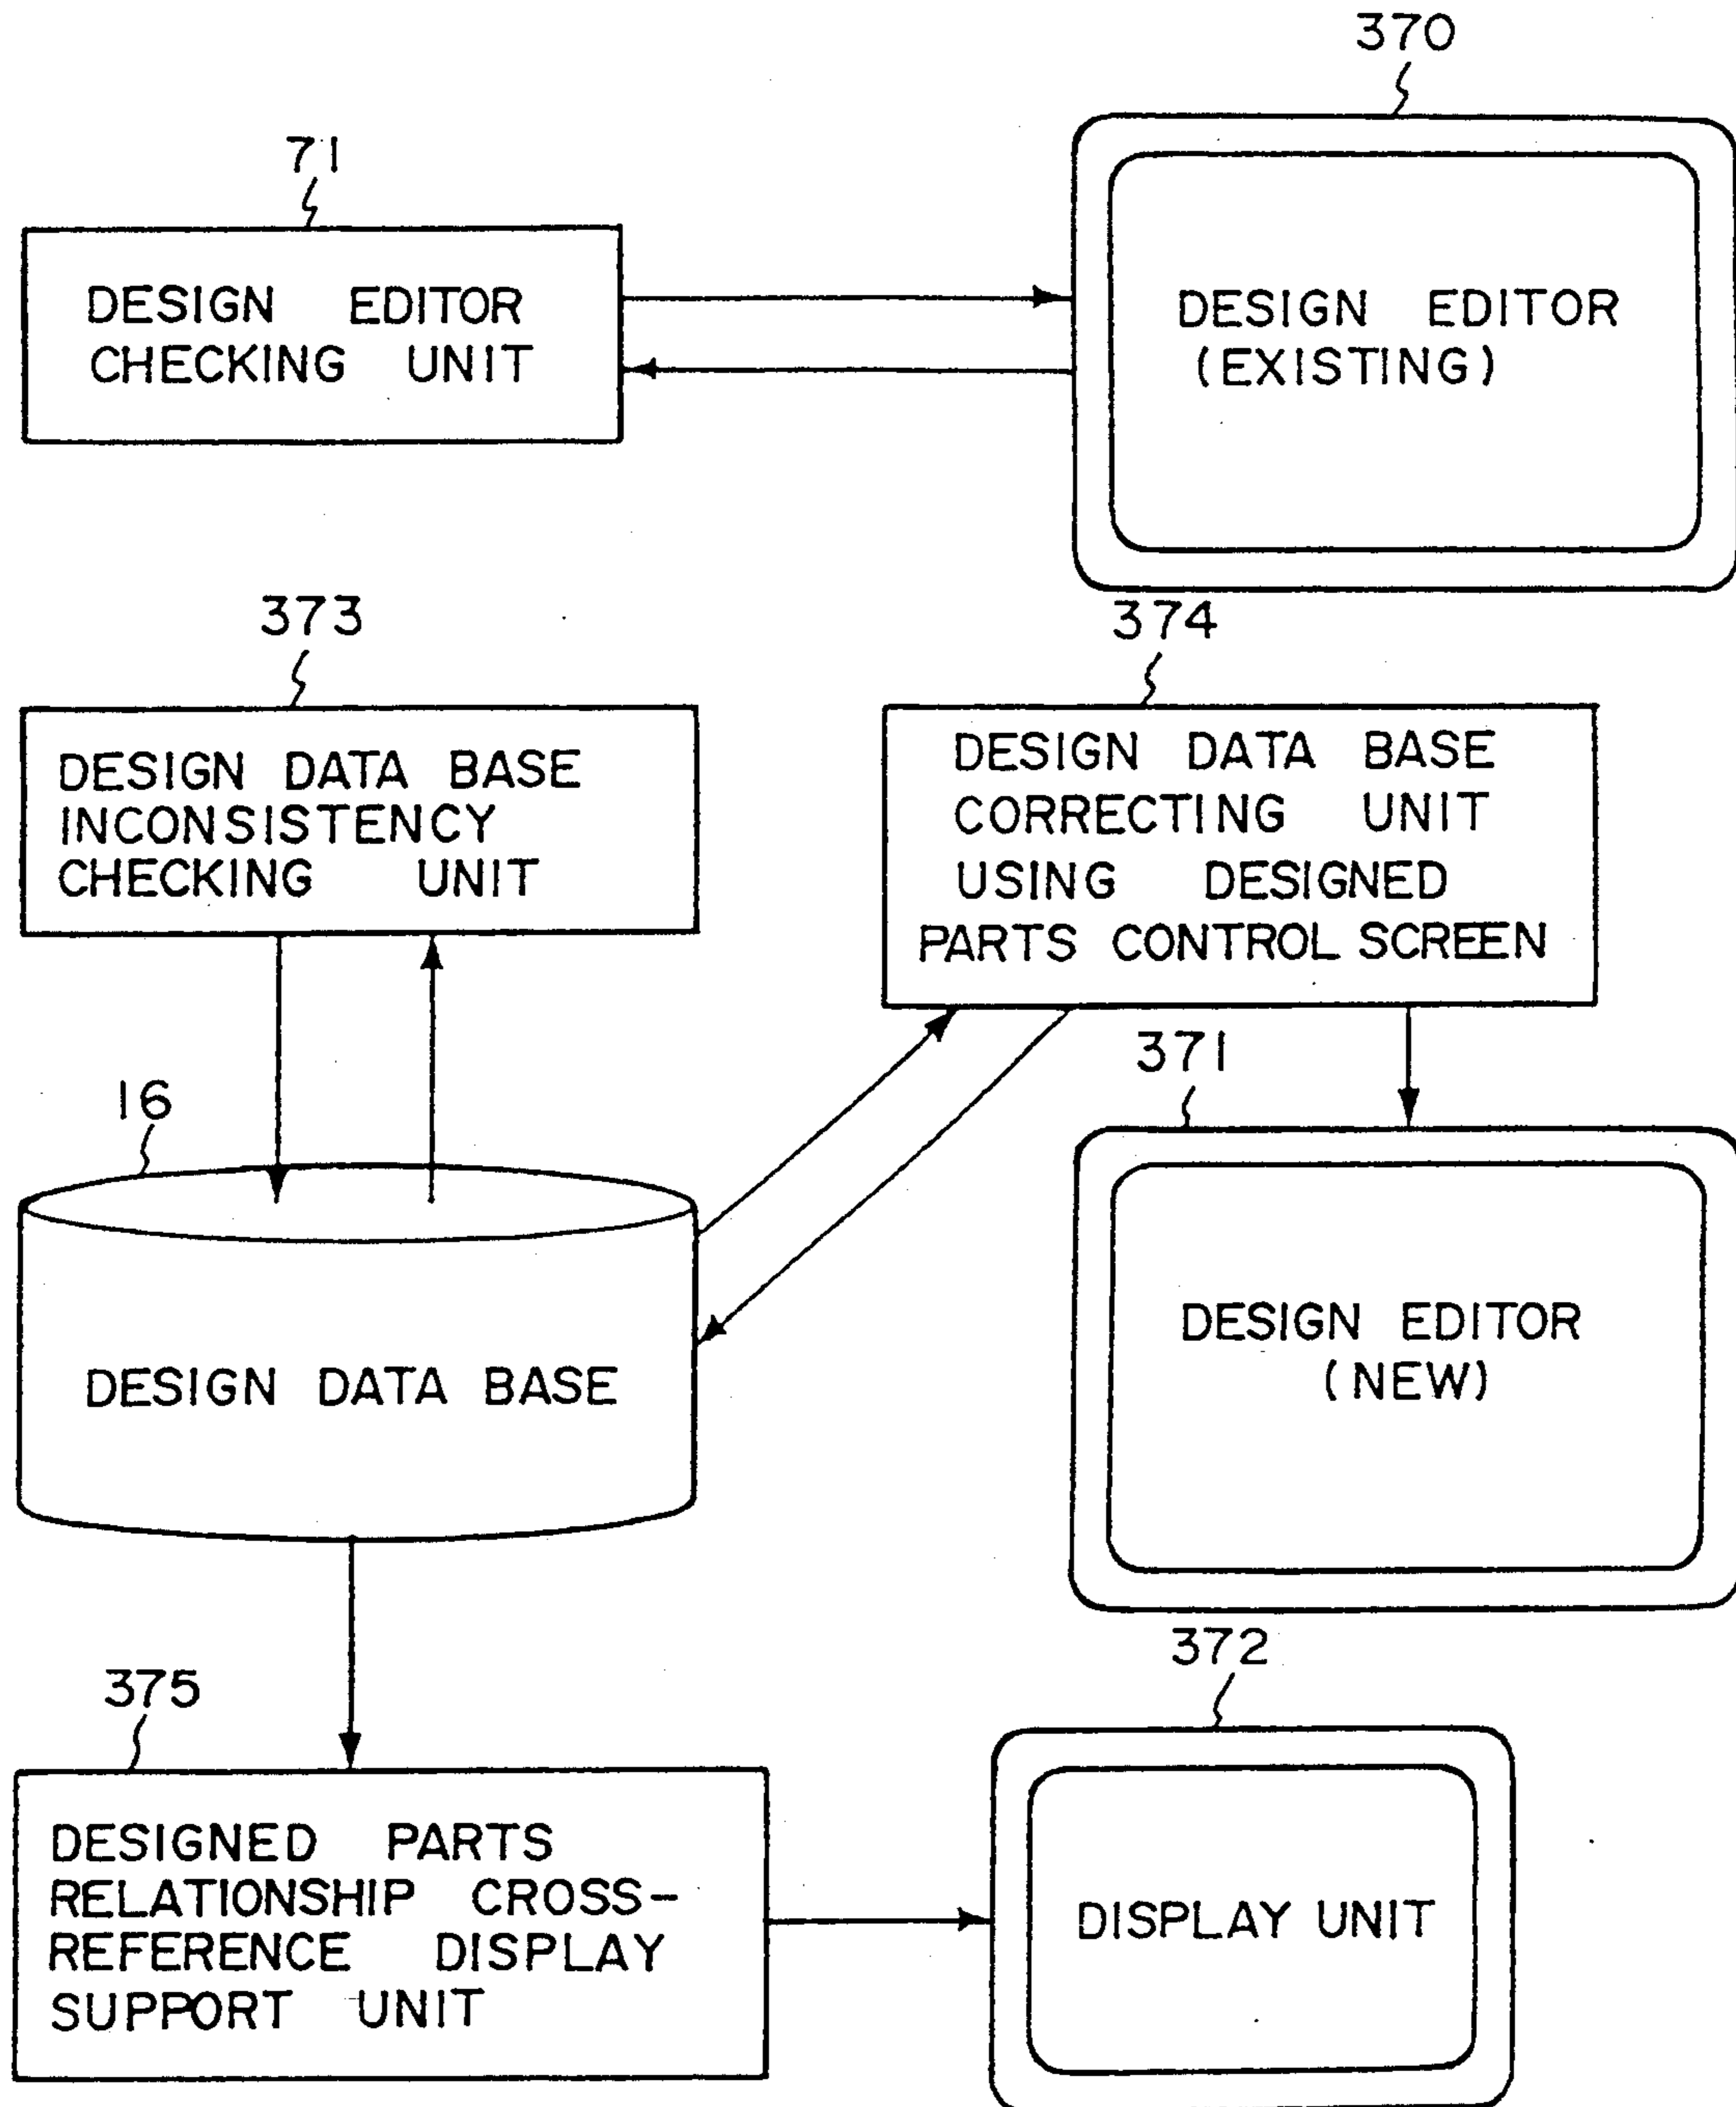 370
71
DESIGN EDITOR
CHECKING UNIT
DESIGN EDITOR
(EXISTING)
373
DESIGN DATA BASE
INCONSISTENCY
CHECKING UNIT
374
DESIGN DATA BASE
CORRECTING UNIT
USING DESIGNED
PARTS CONTROL SCREEN
16
DESIGN DATA BASE
371
DESIGN EDITOR
(NEW)
375
DESIGNED PARTS
RELATIONSHIP CROSS-
REFERENCE DISPLAY
SUPPORT UNIT
372
DISPLAY UNIT